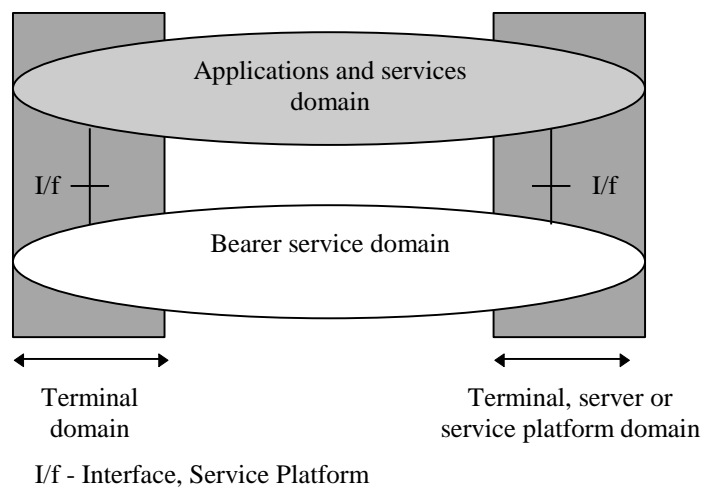 Applications and services
domain
I/f
I/f
Bearer service domain
Terminal
domain
Terminal, server or
service platform domain
I/f - Interface, Service Platform